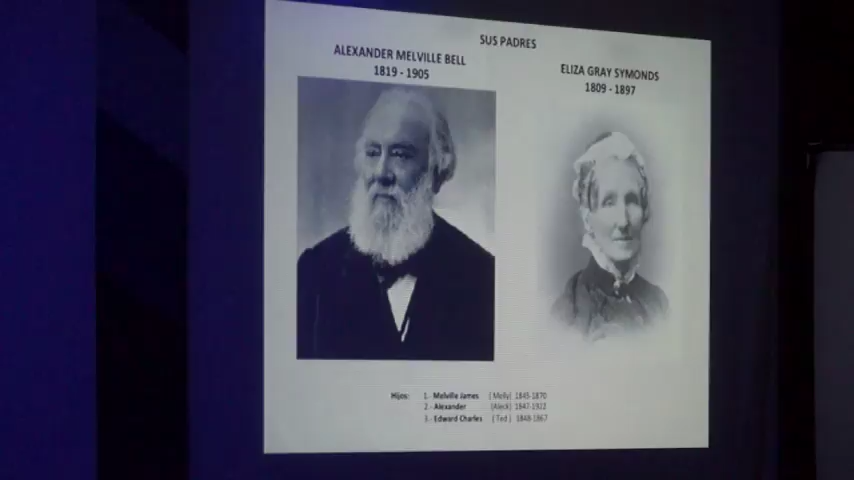 SUS PADRES
ALEXANDER MELVILLE BELL
1819 - 1905
ELIZA GRAY SYMONDS
1809 - 1897
Hijos: 1.- Melville James ( Melly) 1845-1870
2.- Alexander (Aleck) 1847-1922
3.- Edward Charles ( Ted ) 1848-1867